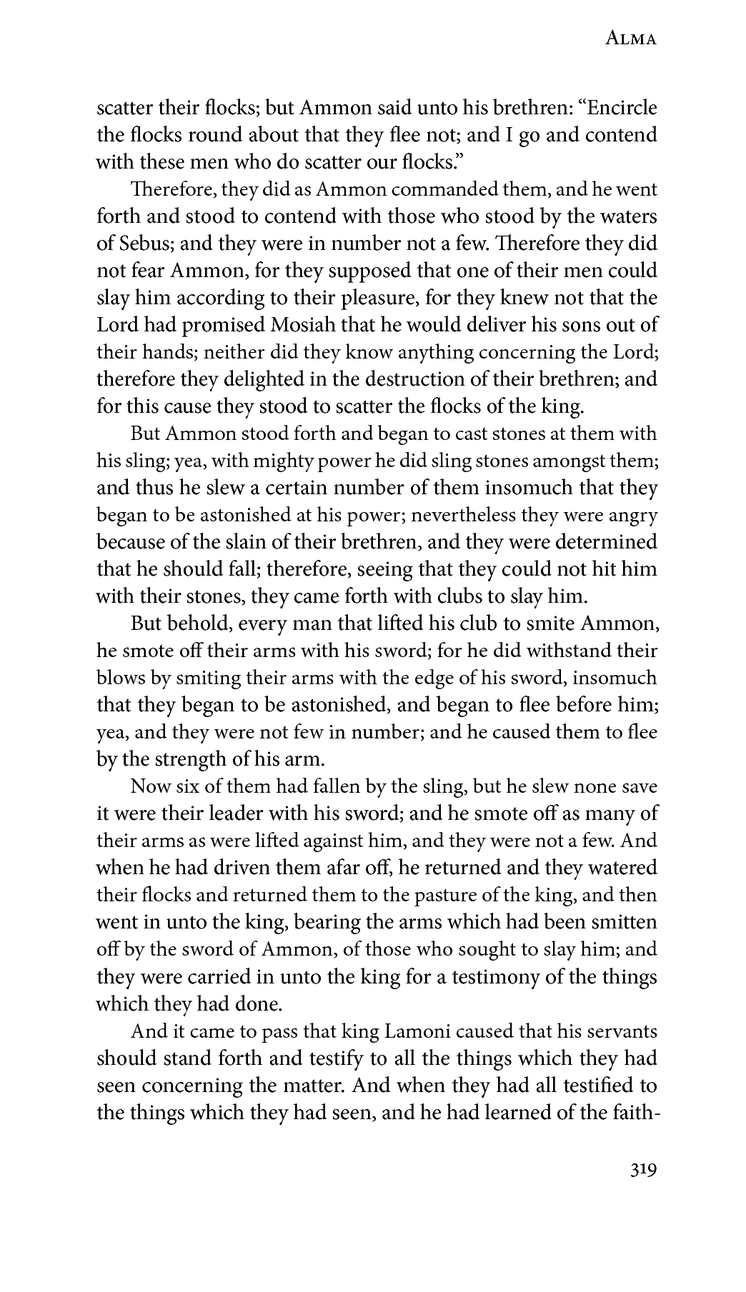 Alma
scatter their flocks; but Ammon said unto his brethren: “Encircle
the flocks round about that they flee not; and I go and contend
with these men who do scatter our flocks.”
Therefore, they did as Ammon commanded them, and he went
forth and stood to contend with those who stood by the waters
of Sebus; and they were in number not a few. Therefore they did
not fear Ammon, for they supposed that one of their men could
slay him according to their pleasure, for they knew not that the
Lord had promised Mosiah that he would deliver his sons out of
their hands; neither did they know anything concerning the Lord;
therefore they delighted in the destruction of their brethren; and
for this cause they stood to scatter the flocks of the king.
But Ammon stood forth and began to cast stones at them with
his sling; yea, with mighty power he did sling stones amongst them;
and thus he slew a certain number of them insomuch that they
began to be astonished at his power; nevertheless they were angry
because of the slain of their brethren, and they were determined
that he should fall; therefore, seeing that they could not hit him
with their stones, they came forth with clubs to slay him.
But behold, every man that lifted his club to smite Ammon,
he smote off their arms with his sword; for he did withstand their
blows by smiting their arms with the edge of his sword, insomuch
that they began to be astonished, and began to flee before him;
yea, and they were not few in number; and he caused them to flee
by the strength of his arm.
Now six of them had fallen by the sling, but he slew none save
it were their leader with his sword; and he smote off as many of
their arms as were lifted against him, and they were not a few. And
when he had driven them afar off, he returned and they watered
their flocks and returned them to the pasture of the king, and then
went in unto the king, bearing the arms which had been smitten
off by the sword of Ammon, of those who sought to slay him; and
they were carried in unto the king for a testimony of the things
which they had done.
And it came to pass that king Lamoni caused that his servants
should stand forth and testify to all the things which they had
seen concerning the matter. And when they had all testified to
the things which they had seen, and he had learned of the faith-
319